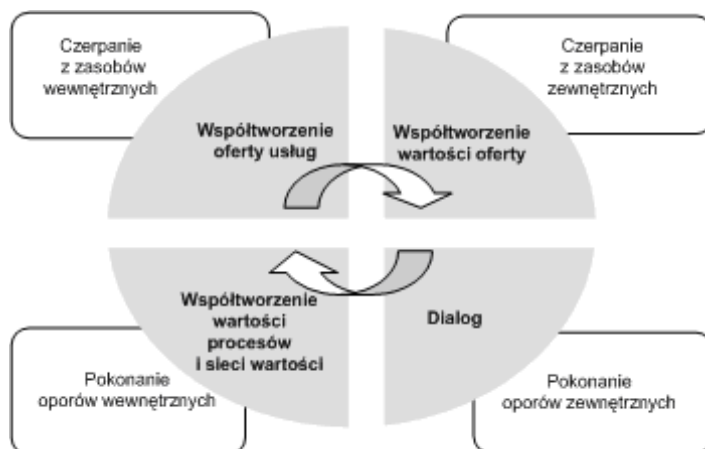 Czerpanie
z zasobów
wewnętrznych
Czerpanie
z zasobów
zewnętrznych
Współtworzenie
oferty usług
Współtworzenie
wartości oferty
Współtworzenie
wartości
procesów
i sieci wartości
Dialog
Pokonanie
oporów wewnętrznych
Pokonanie
oporów zewnętrznych